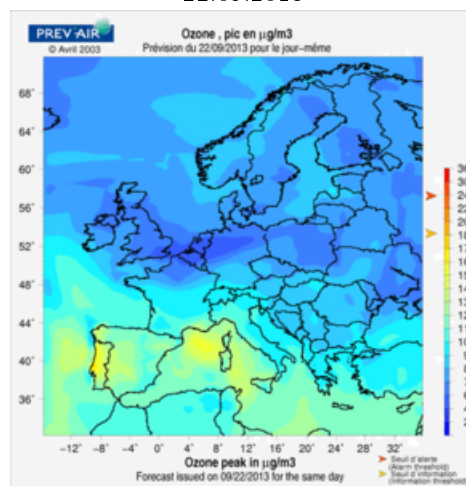 PREV'AIR
© Avril 2003
Ozone , pic en µg/m3
Prévision du 22/09/2013 pour le jour-même
68°
64°
60°
56°
52°
48°
44°
40°
36°
-12° -8° -4° 0° 4° 8° 12° 16° 20° 24° 28° 32°
Ozone peak in µg/m3
Forecast issued on 09/22/2013 for the same day
Seuil d'alerte
(Alarm threshold)
Seuil d'information
(Information threshold)